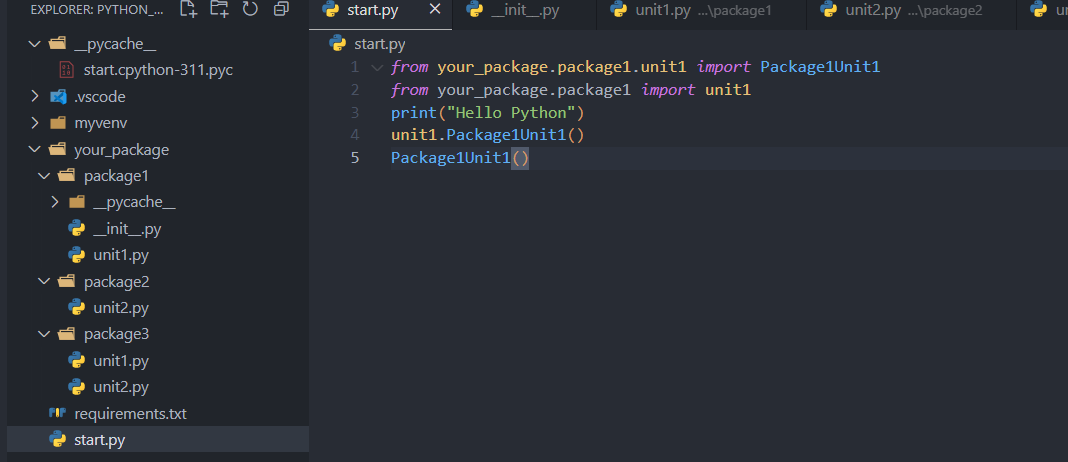 EXPLORER: PYTHON_...
__pycache__
start.cpython-311.pyc
.vscode
myvenv
your_package
package1
__pycache__
__init__.py
unit1.py
package2
unit2.py
package3
unit1.py
unit2.py
requirements.txt
start.py
start.py __init__.py unit1.py ...\package1 unit2.py ...\package2
start.py
1 from your_package.package1.unit1 import Package1Unit1
2 from your_package.package1 import unit1
3 print("Hello Python")
4 unit1.Package1Unit1()
5 Package1Unit1()